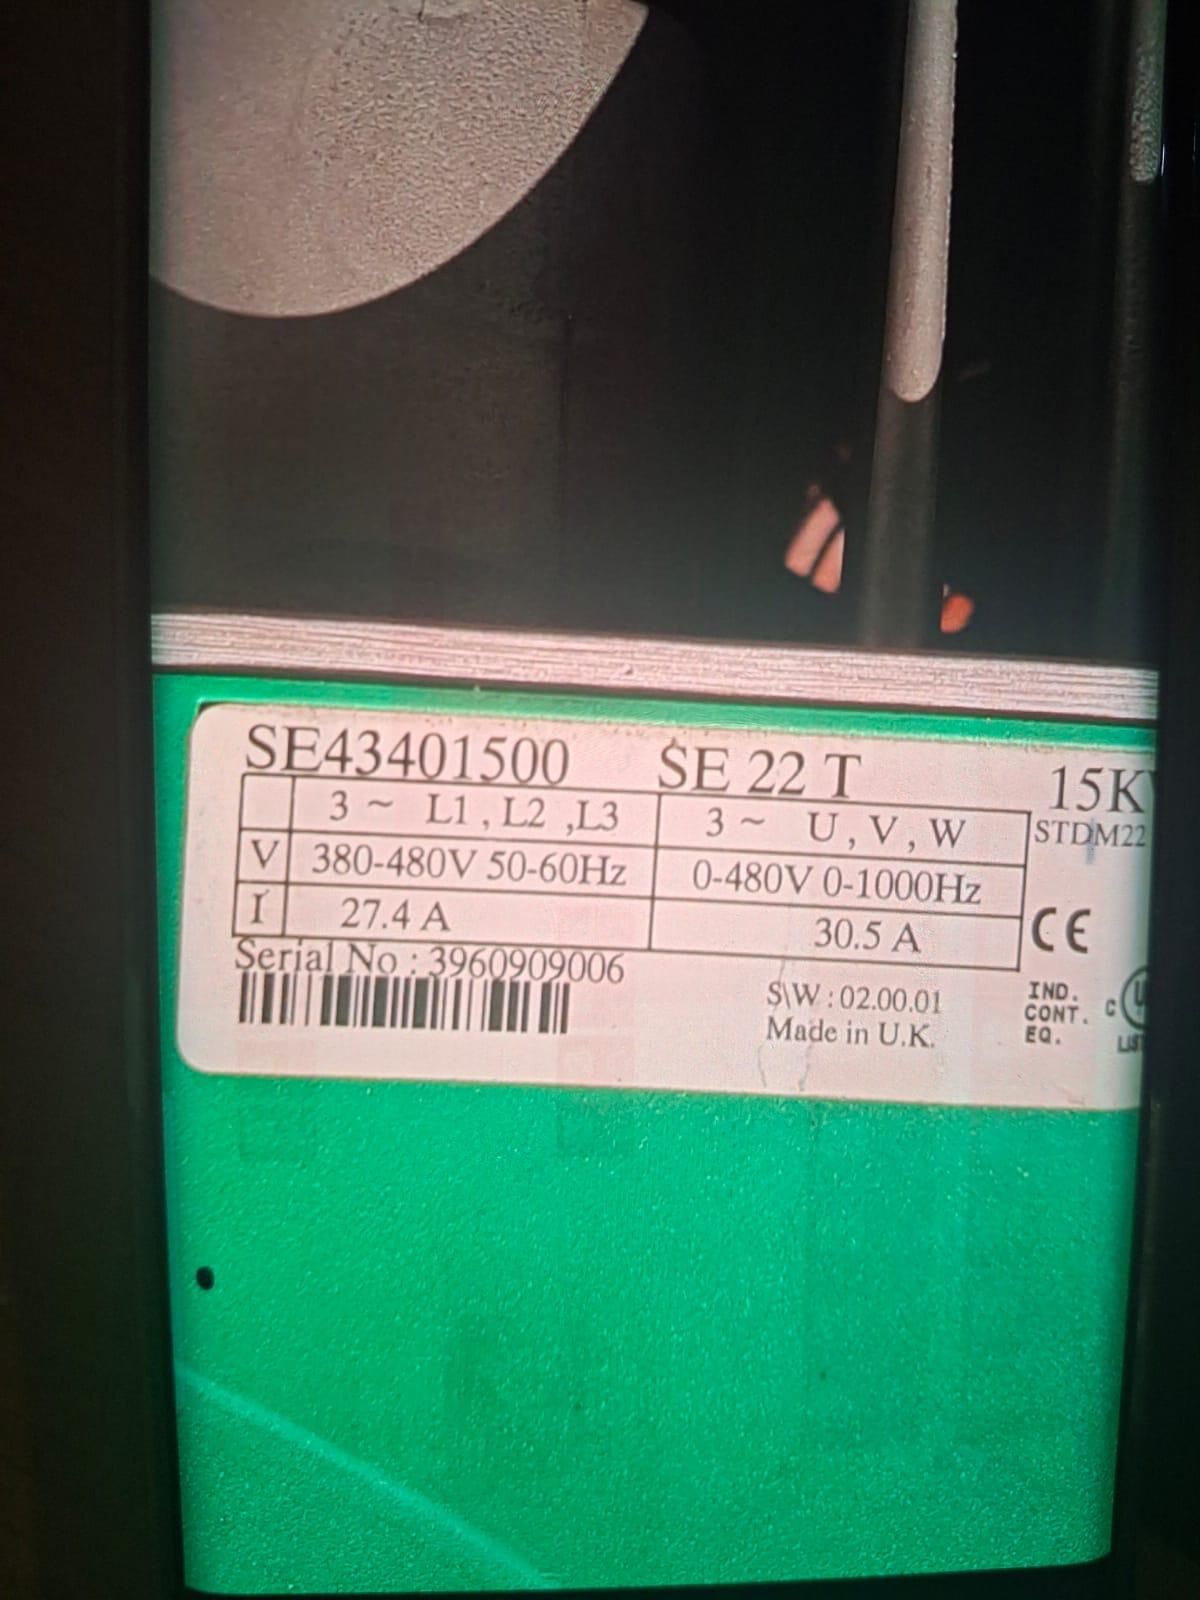 SE43401500 SE 22 T 15K
3 ~ L1 , L2 ,L3 3 ~ U , V , W STDM22
V 380-480V 50-60Hz 0-480V 0-1000Hz
I 27.4 A 30.5 A CE
Serial No : 3960909006
S\W : 02.00.01
Made in U.K.
IND.
CONT.
EQ.
C